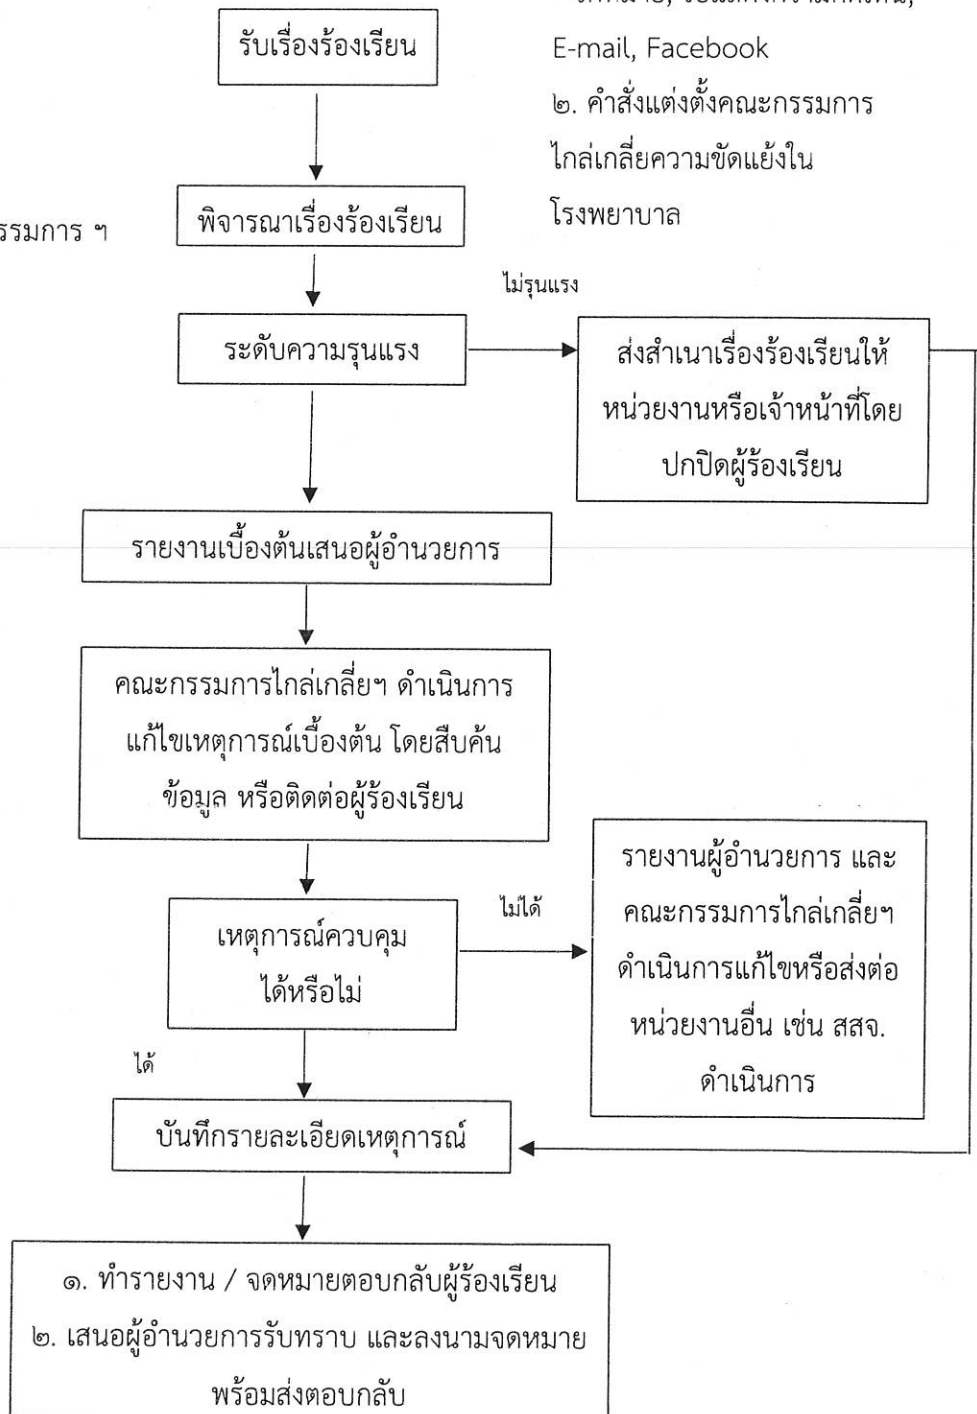 E-mail, Facebook
๒. คำสั่งแต่งตั้งคณะกรรมการ
ไกล่เกลี่ยความขัดแย้งใน
โรงพยาบาล
รับเรื่องร้องเรียน
พิจารณาเรื่องร้องเรียน
รรมการ ฯ
ไม่รุนแรง
ระดับความรุนแรง
ส่งสำเนาเรื่องร้องเรียนให้
หน่วยงานหรือเจ้าหน้าที่โดย
ปกปิดผู้ร้องเรียน
รายงานเบื้องต้นเสนอผู้อำนวยการ
คณะกรรมการไกล่เกลี่ยฯ ดำเนินการ
แก้ไขเหตุการณ์เบื้องต้น โดยสืบค้น
ข้อมูล หรือติดต่อผู้ร้องเรียน
เหตุการณ์ควบคุม
ได้หรือไม่
ไม่ได้
รายงานผู้อำนวยการ และ
คณะกรรมการไกล่เกลี่ยฯ
ดำเนินการแก้ไขหรือส่งต่อ
หน่วยงานอื่น เช่น สสจ.
ดำเนินการ
ได้
บันทึกรายละเอียดเหตุการณ์
๑. ทำรายงาน / จดหมายตอบกลับผู้ร้องเรียน
๒. เสนอผู้อำนวยการรับทราบ และลงนามจดหมาย
พร้อมส่งตอบกลับ